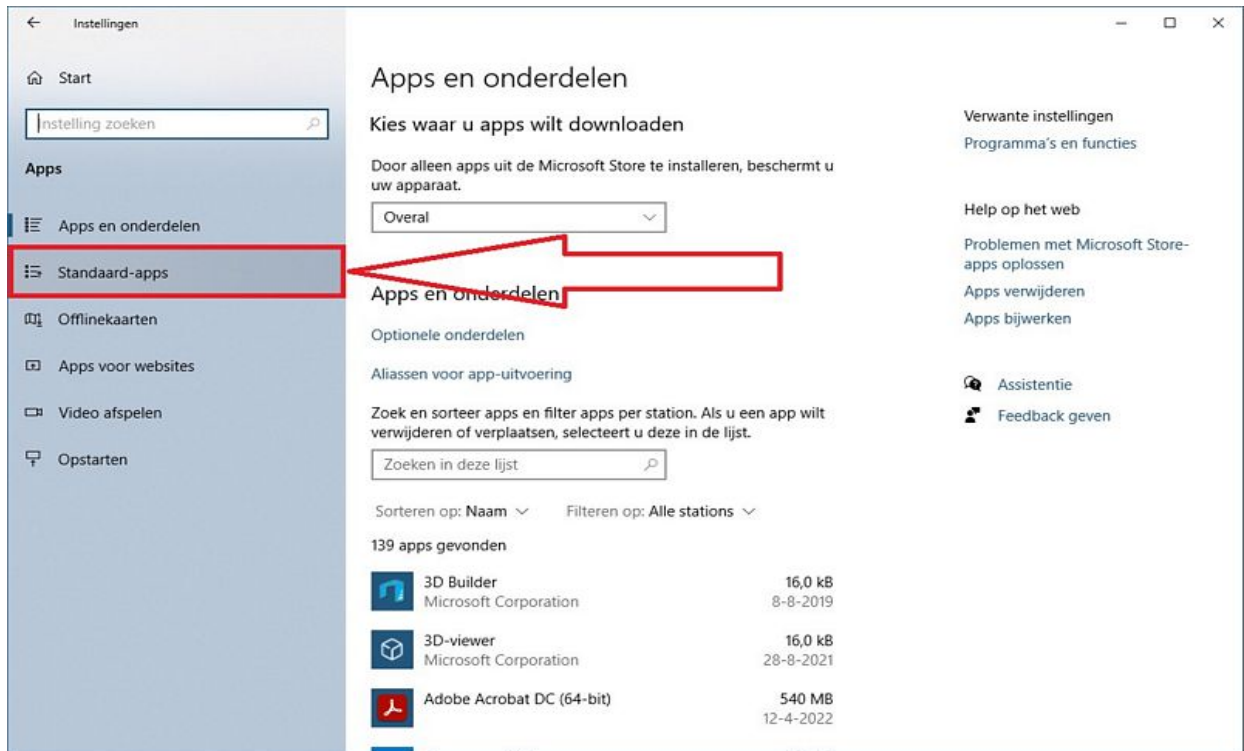 Instellingen
Start
Instelling zoeken
Apps
Apps en onderdelen
Standaard-apps
Offlinekaarten
Apps voor websites
Video afspelen
Opstarten
Apps en onderdelen
Kies waar u apps wilt downloaden
Door alleen apps uit de Microsoft Store te installeren, beschermt u
uw apparaat.
Overal
Apps en onderdelen
Optionele onderdelen
Aliassen voor app-uitvoering
Zoek en sorteer apps en filter apps per station. Als u een app wilt
verwijderen of verplaatsen, selecteert u deze in de lijst.
Zoeken in deze lijst
Sorteren op: Naam Filteren op: Alle stations
139 apps gevonden
3D Builder 16,0 kB
Microsoft Corporation 8-8-2019
3D-viewer 16,0 kB
Microsoft Corporation 28-8-2021
Adobe Acrobat DC (64-bit) 540 MB
12-4-2022
Verwante instellingen
Programma's en functies
Help op het web
Problemen met Microsoft Store-
apps oplossen
Apps verwijderen
Apps bijwerken
Assistentie
Feedback geven